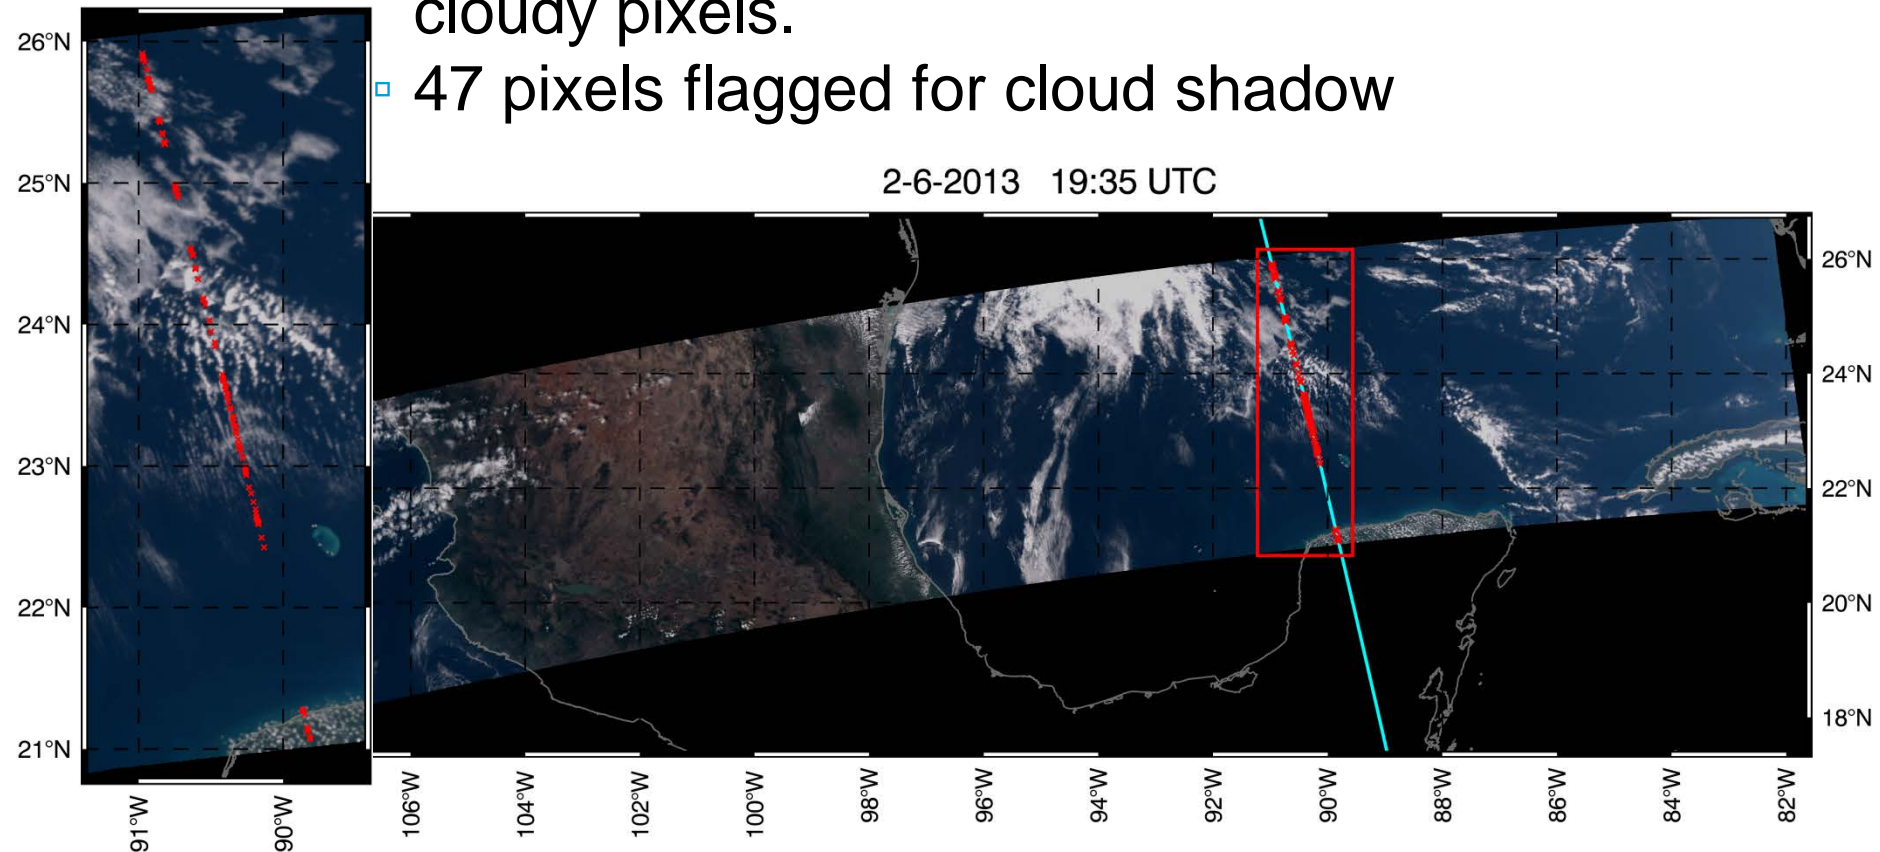 cloudy pixels.
47 pixels flagged for cloud shadow
2-6-2013 19:35 UTC
26°N
25°N
24°N
23°N
22°N
21°N
91°W
90°W
26°N
24°N
22°N
20°N
18°N
106°W
104°W
102°W
100°W
98°W
96°W
94°W
92°W
90°W
88°W
86°W
84°W
82°W